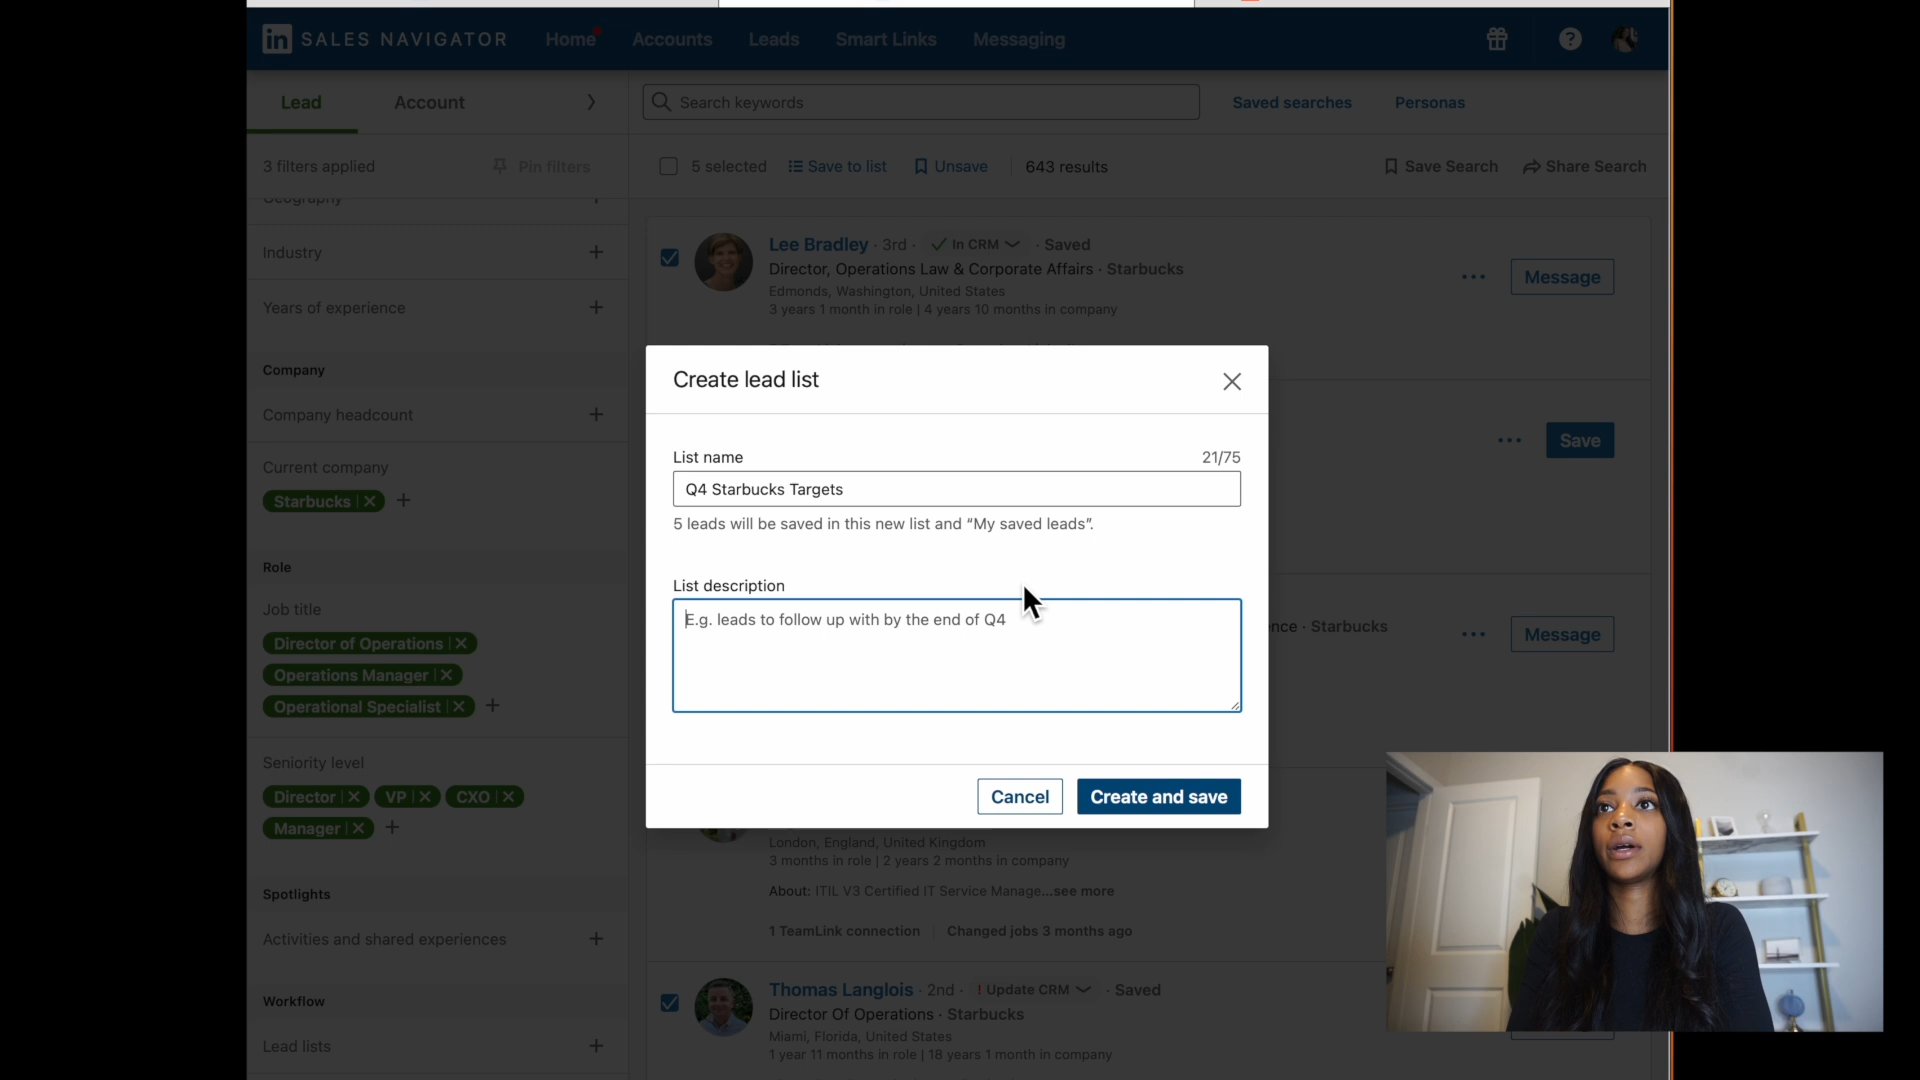 in SALES NAVIGATOR Home Accounts Leads Smart Links Messaging
Lead Account
Search keywords
Saved searches Personas
3 filters applied Pin filters
5 selected Save to list Unsave 643 results Save Search Share Search
Geography
Industry
Years of experience
Company
Company headcount
Current company
Starbucks
Role
Job title
Director of Operations
Operations Manager
Operational Specialist
Seniority level
Director VP CXO
Manager
Spotlights
Activities and shared experiences
Workflow
Lead lists
Lee Bradley · 3rd · In CRM · Saved
Director, Operations Law & Corporate Affairs · Starbucks
Edmonds, Washington, United States
3 years 1 month in role | 4 years 10 months in company
Message
Save
nce · Starbucks
Message
Create lead list
List name 21/75
Q4 Starbucks Targets
5 leads will be saved in this new list and “My saved leads”.
List description
E.g. leads to follow up with by the end of Q4
Cancel Create and save
London, England, United Kingdom
3 months in role | 2 years 2 months in company
About: ITIL V3 Certified IT Service Manage...see more
1 TeamLink connection Changed jobs 3 months ago
Thomas Langlois · 2nd · ! Update CRM · Saved
Director Of Operations · Starbucks
Miami, Florida, United States
1 year 11 months in role | 18 years 1 month in company